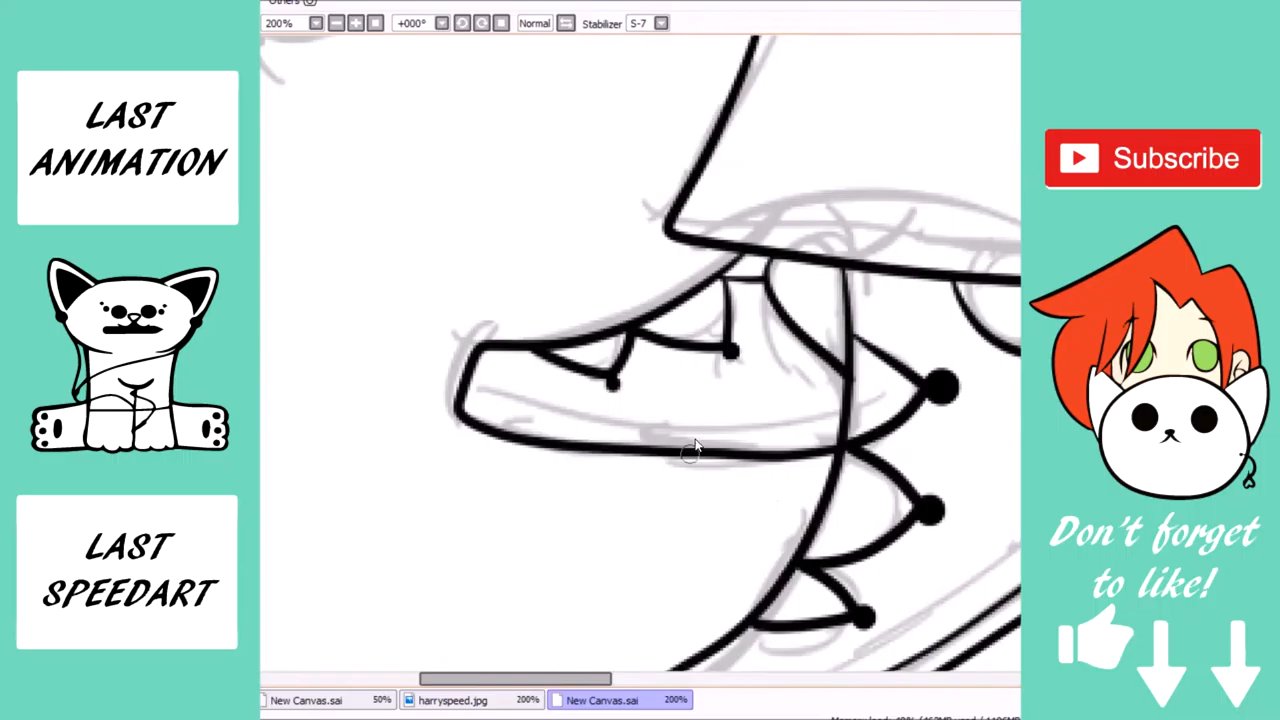 Others
200%
+000°
Normal
Stabilizer
S-7
LAST
ANIMATION
Subscribe
LAST
SPEEDART
Don't forget
to like!
New Canvas.sai 50%
harryspeed.jpg 200%
New Canvas.sai 200%